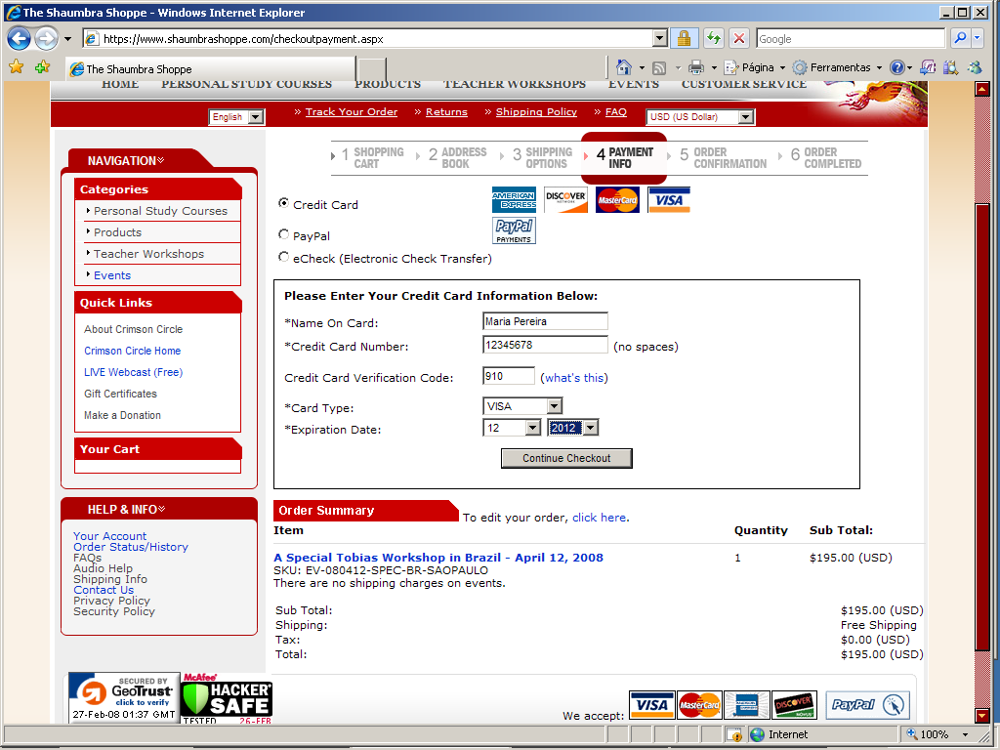 The Shaumbra Shoppe - Windows Internet Explorer
https://www.shaumbrashoppe.com/checkoutpayment.aspx
Google
The Shaumbra Shoppe
Página
Ferramentas
HOME PERSONAL STUDY COURSES PRODUCTS TEACHER WORKSHOPS EVENTS CUSTOMER SERVICE
English » Track Your Order » Returns » Shipping Policy » FAQ USD (US Dollar)
1 SHOPPING CART 2 ADDRESS BOOK 3 SHIPPING OPTIONS 4 PAYMENT INFO 5 ORDER CONFIRMATION 6 ORDER COMPLETED
NAVIGATION
Categories
Personal Study Courses
Products
Teacher Workshops
Events
Quick Links
About Crimson Circle
Crimson Circle Home
LIVE Webcast (Free)
Gift Certificates
Make a Donation
Your Cart
HELP & INFO
Your Account
Order Status/History
FAQs
Audio Help
Shipping Info
Contact Us
Privacy Policy
Security Policy
Credit Card AMERICAN EXPRESS DISCOVER NETWORK MasterCard VISA
PayPal PayPal PAYMENTS
eCheck (Electronic Check Transfer)
Please Enter Your Credit Card Information Below:
*Name On Card: Maria Pereira
*Credit Card Number: 12345678 (no spaces)
Credit Card Verification Code: 910 (what's this)
*Card Type: VISA
*Expiration Date: 12 2012
Continue Checkout
Order Summary To edit your order, click here.
Item Quantity Sub Total:
A Special Tobias Workshop in Brazil - April 12, 2008 1 $195.00 (USD)
SKU: EV-080412-SPEC-BR-SAOPAULO
There are no shipping charges on events.
Sub Total: $195.00 (USD)
Shipping: Free Shipping
Tax: $0.00 (USD)
Total: $195.00 (USD)
SECURED BY
GeoTrust
click to verify
27-Feb-08 01:37 GMT
McAfee
HACKER SAFE
TESTED 26-FEB
We accept: VISA MasterCard AMERICAN EXPRESS DISCOVER PayPal
Internet 100%